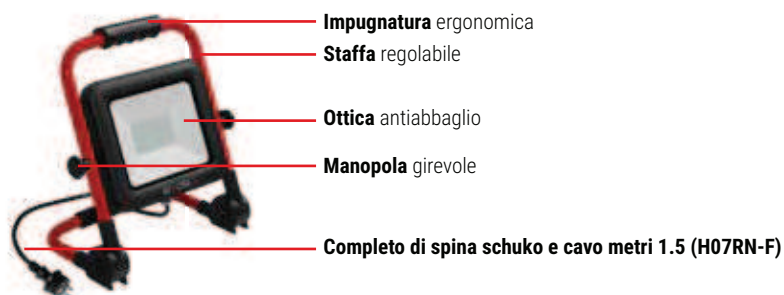 Impugnatura ergonomica
Staffa regolabile
Ottica antiabbaglio
Manopola girevole
Completo di spina schuko e cavo metri 1.5 (H07RN-F)